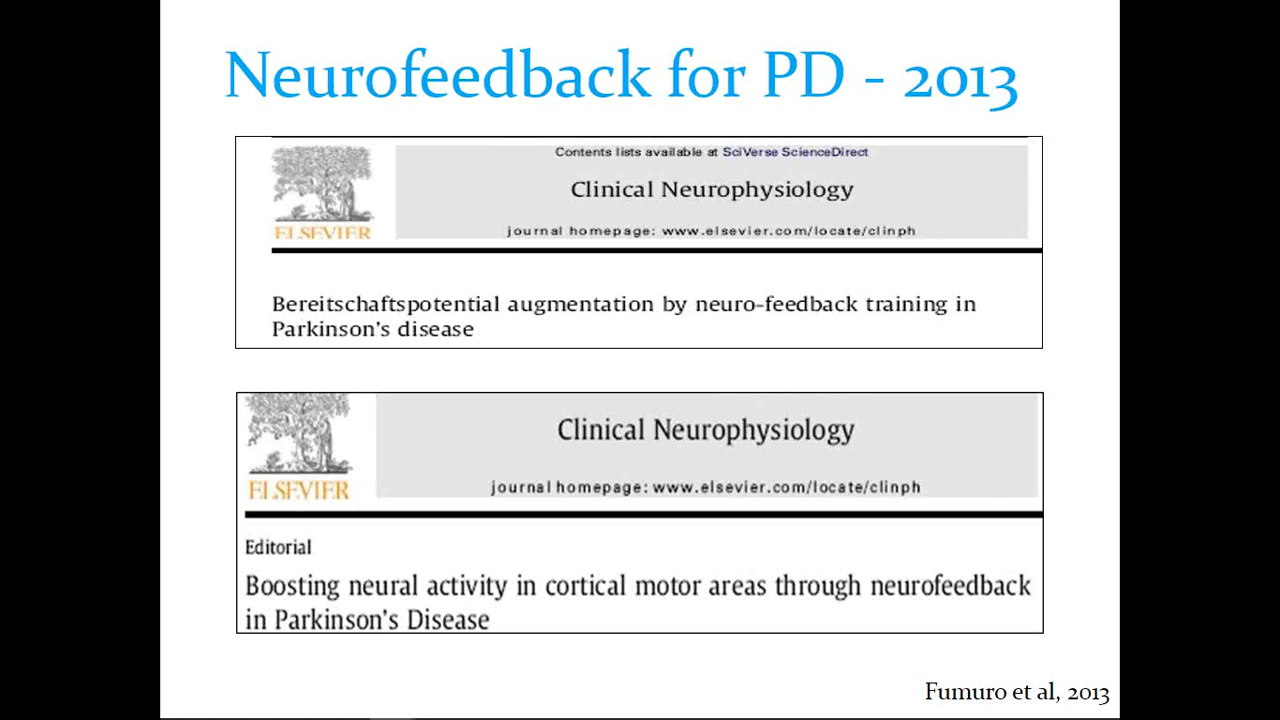 Neurofeedback for PD - 2013
Contents lists available at SciVerse ScienceDirect
Clinical Neurophysiology
journal homepage: www.elsevier.com/locate/clinph
ELSEVIER
Bereitschaftspotential augmentation by neuro-feedback training in
Parkinson's disease
Clinical Neurophysiology
journal homepage: www.elsevier.com/locate/clinph
ELSEVIER
Editorial
Boosting neural activity in cortical motor areas through neurofeedback
in Parkinson's Disease
Fumuro et al, 2013